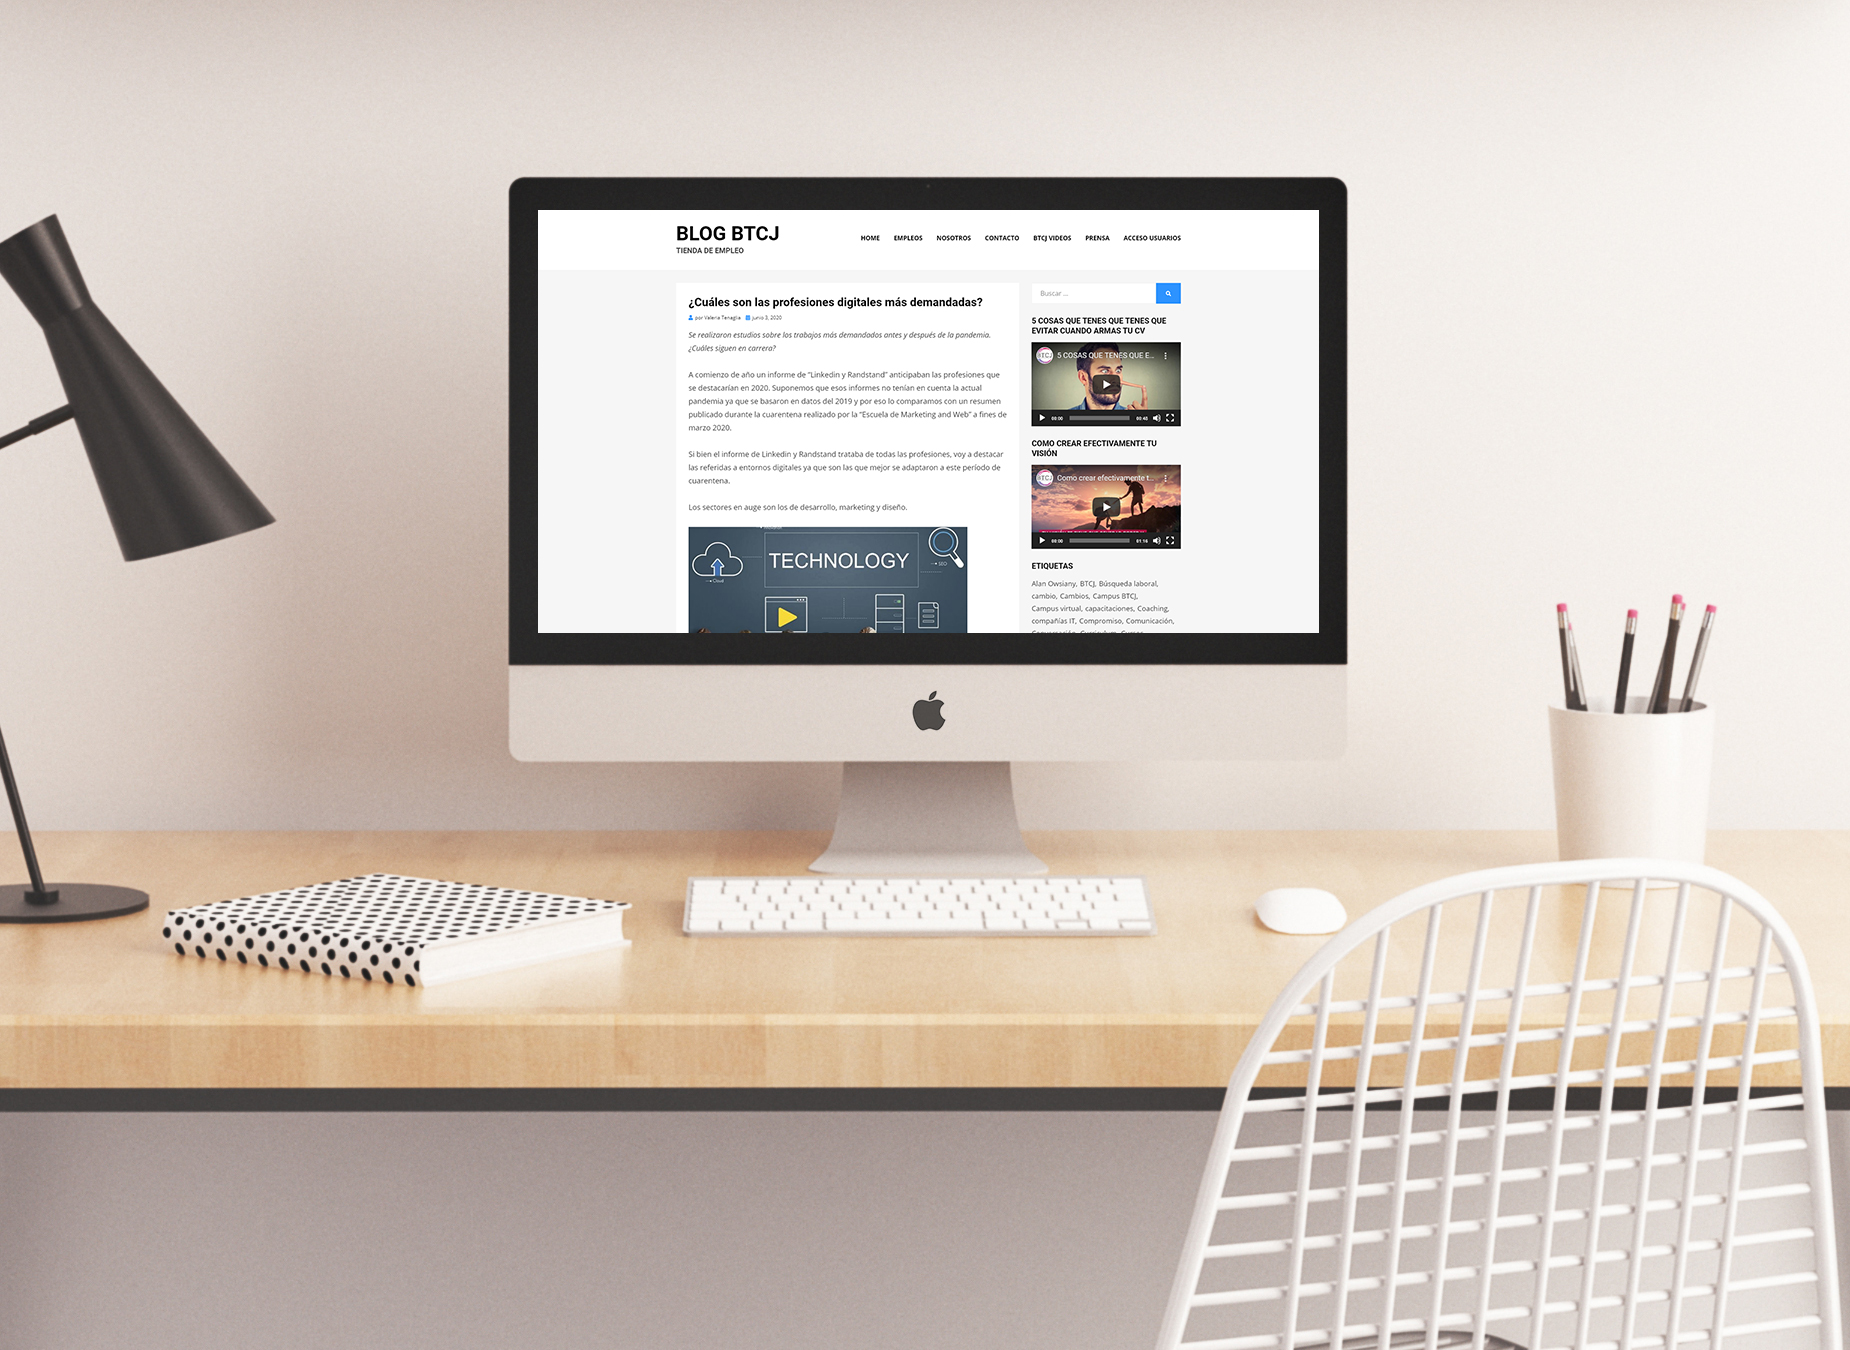 BLOG BTCJ
TIENDA DE EMPLEO
HOME EMPLEOS NOSOTROS CONTACTO BTCJ VIDEOS PRENSA ACCESO USUARIOS
¿Cuáles son las profesiones digitales más demandadas?
por Valeria Tenaglia junio 3, 2020
Se realizaron estudios sobre los trabajos más demandados antes y después de la pandemia.
¿Cuáles siguen en carrera?
A comienzo de año un informe de “Linkedin y Randstand” anticipaban las profesiones que
se destacarían en 2020. Suponemos que esos informes no tenían en cuenta la actual
pandemia ya que se basaron en datos del 2019 y por eso lo comparamos con un resumen
publicado durante la cuarentena realizado por la “Escuela de Marketing and Web” a fines de
marzo 2020.
Si bien el informe de Linkedin y Randstand trataba de todas las profesiones, voy a destacar
las referidas a entornos digitales ya que son las que mejor se adaptaron a este período de
cuarentena.
Los sectores en auge son los de desarrollo, marketing y diseño.
TECHNOLOGY
Cloud
SEO
Buscar ...
5 COSAS QUE TENES QUE TENES QUE
EVITAR CUANDO ARMAS TU CV
BTCJ 5 COSAS QUE TENES QUE E...
00:00 00:45
COMO CREAR EFECTIVAMENTE TU
VISIÓN
BTCJ Como crear efectivamente t...
00:00 01:16
ETIQUETAS
Alan Owsiany, BTCJ, Búsqueda laboral,
cambio, Cambios, Campus BTCJ,
Campus virtual, capacitaciones, Coaching,
compañías IT, Compromiso, Comunicación,